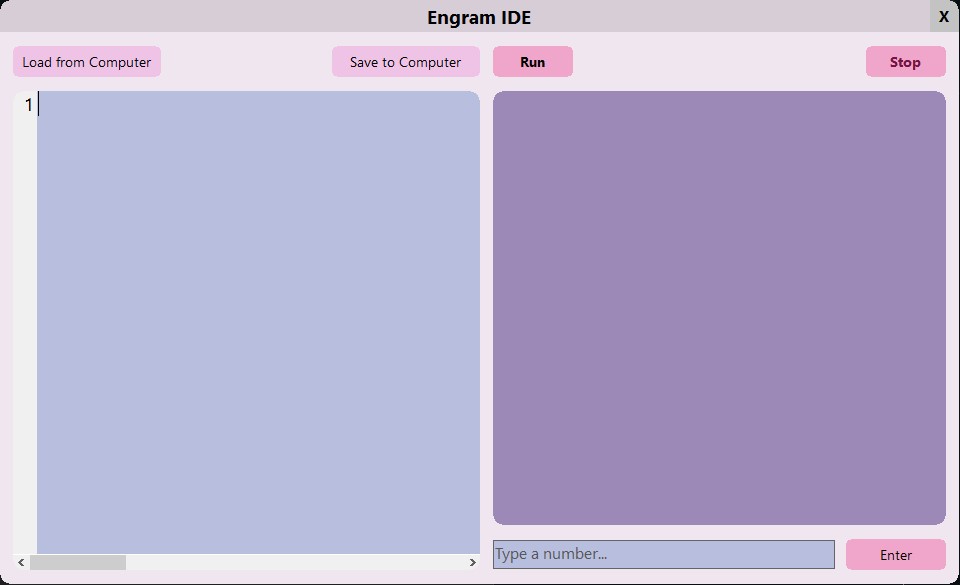 Engram IDE
X
Load from Computer
Save to Computer
Run
Stop
1
Type a number...
Enter